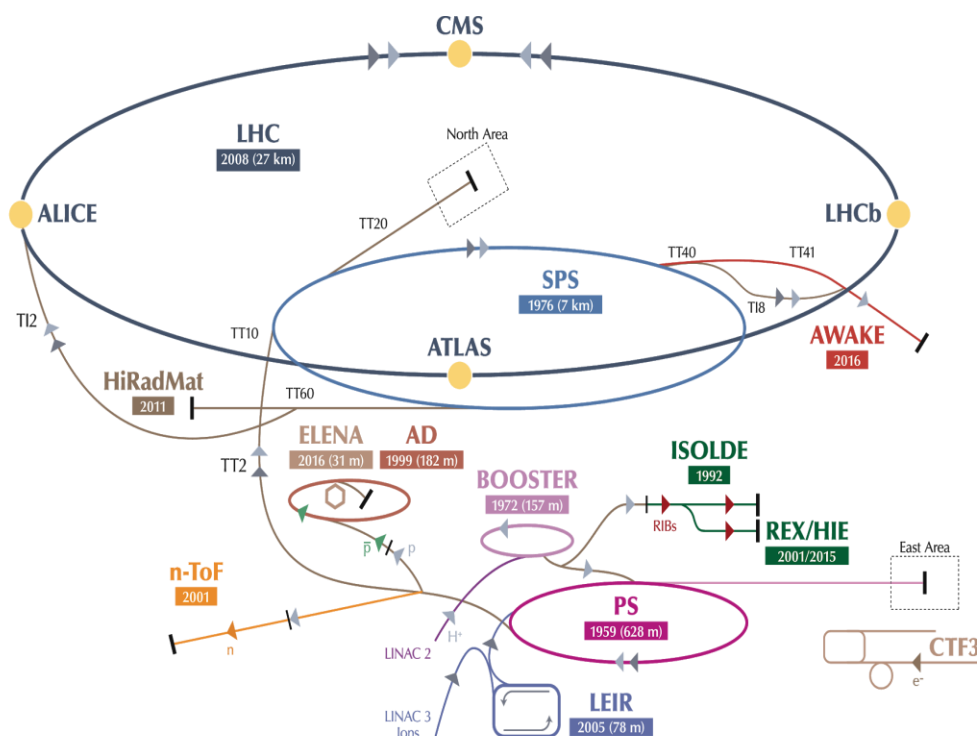 CMS
LHC
2008 (27 km)
North Area
ALICE
LHCb
TT20
TT40
TT41
SPS
1976 (7 km)
TI8
TI2
TT10
AWAKE
2016
ATLAS
HiRadMat
2011
TT60
ELENA
2016 (31 m)
AD
1999 (182 m)
TT2
BOOSTER
1972 (157 m)
ISOLDE
1992
RIBs
REX/HIE
2001/2015
p̅
p
East Area
n-ToF
2001
n
PS
1959 (628 m)
H⁺
LINAC 2
CTF3
e⁻
LEIR
2005 (78 m)
LINAC 3
Ions